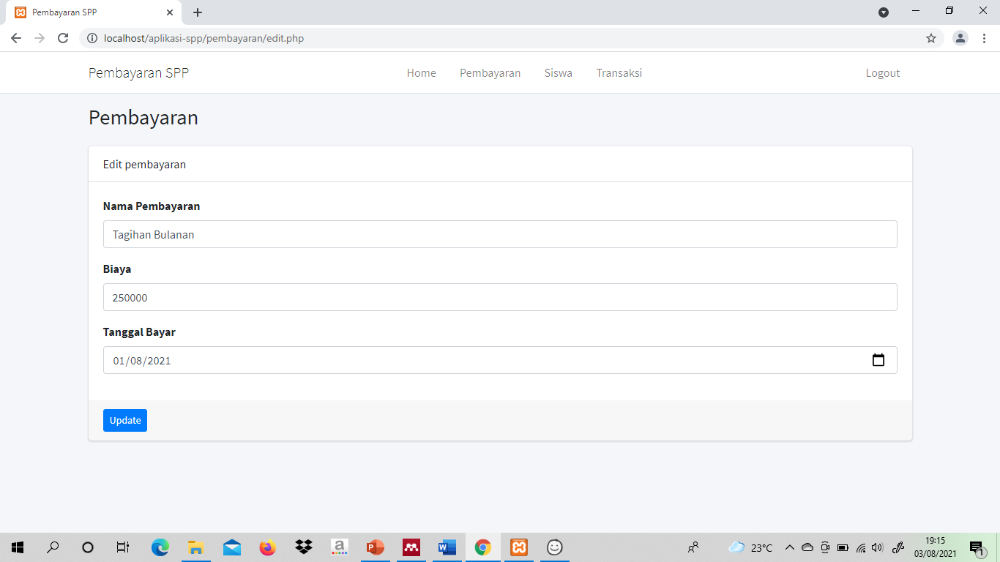 Pembayaran SPP
localhost/aplikasi-spp/pembayaran/edit.php
Pembayaran SPP Home Pembayaran Siswa Transaksi Logout
Pembayaran
Edit pembayaran
Nama Pembayaran
Tagihan Bulanan
Biaya
250000
Tanggal Bayar
01/08/2021
Update
23°C
19:15
03/08/2021
1